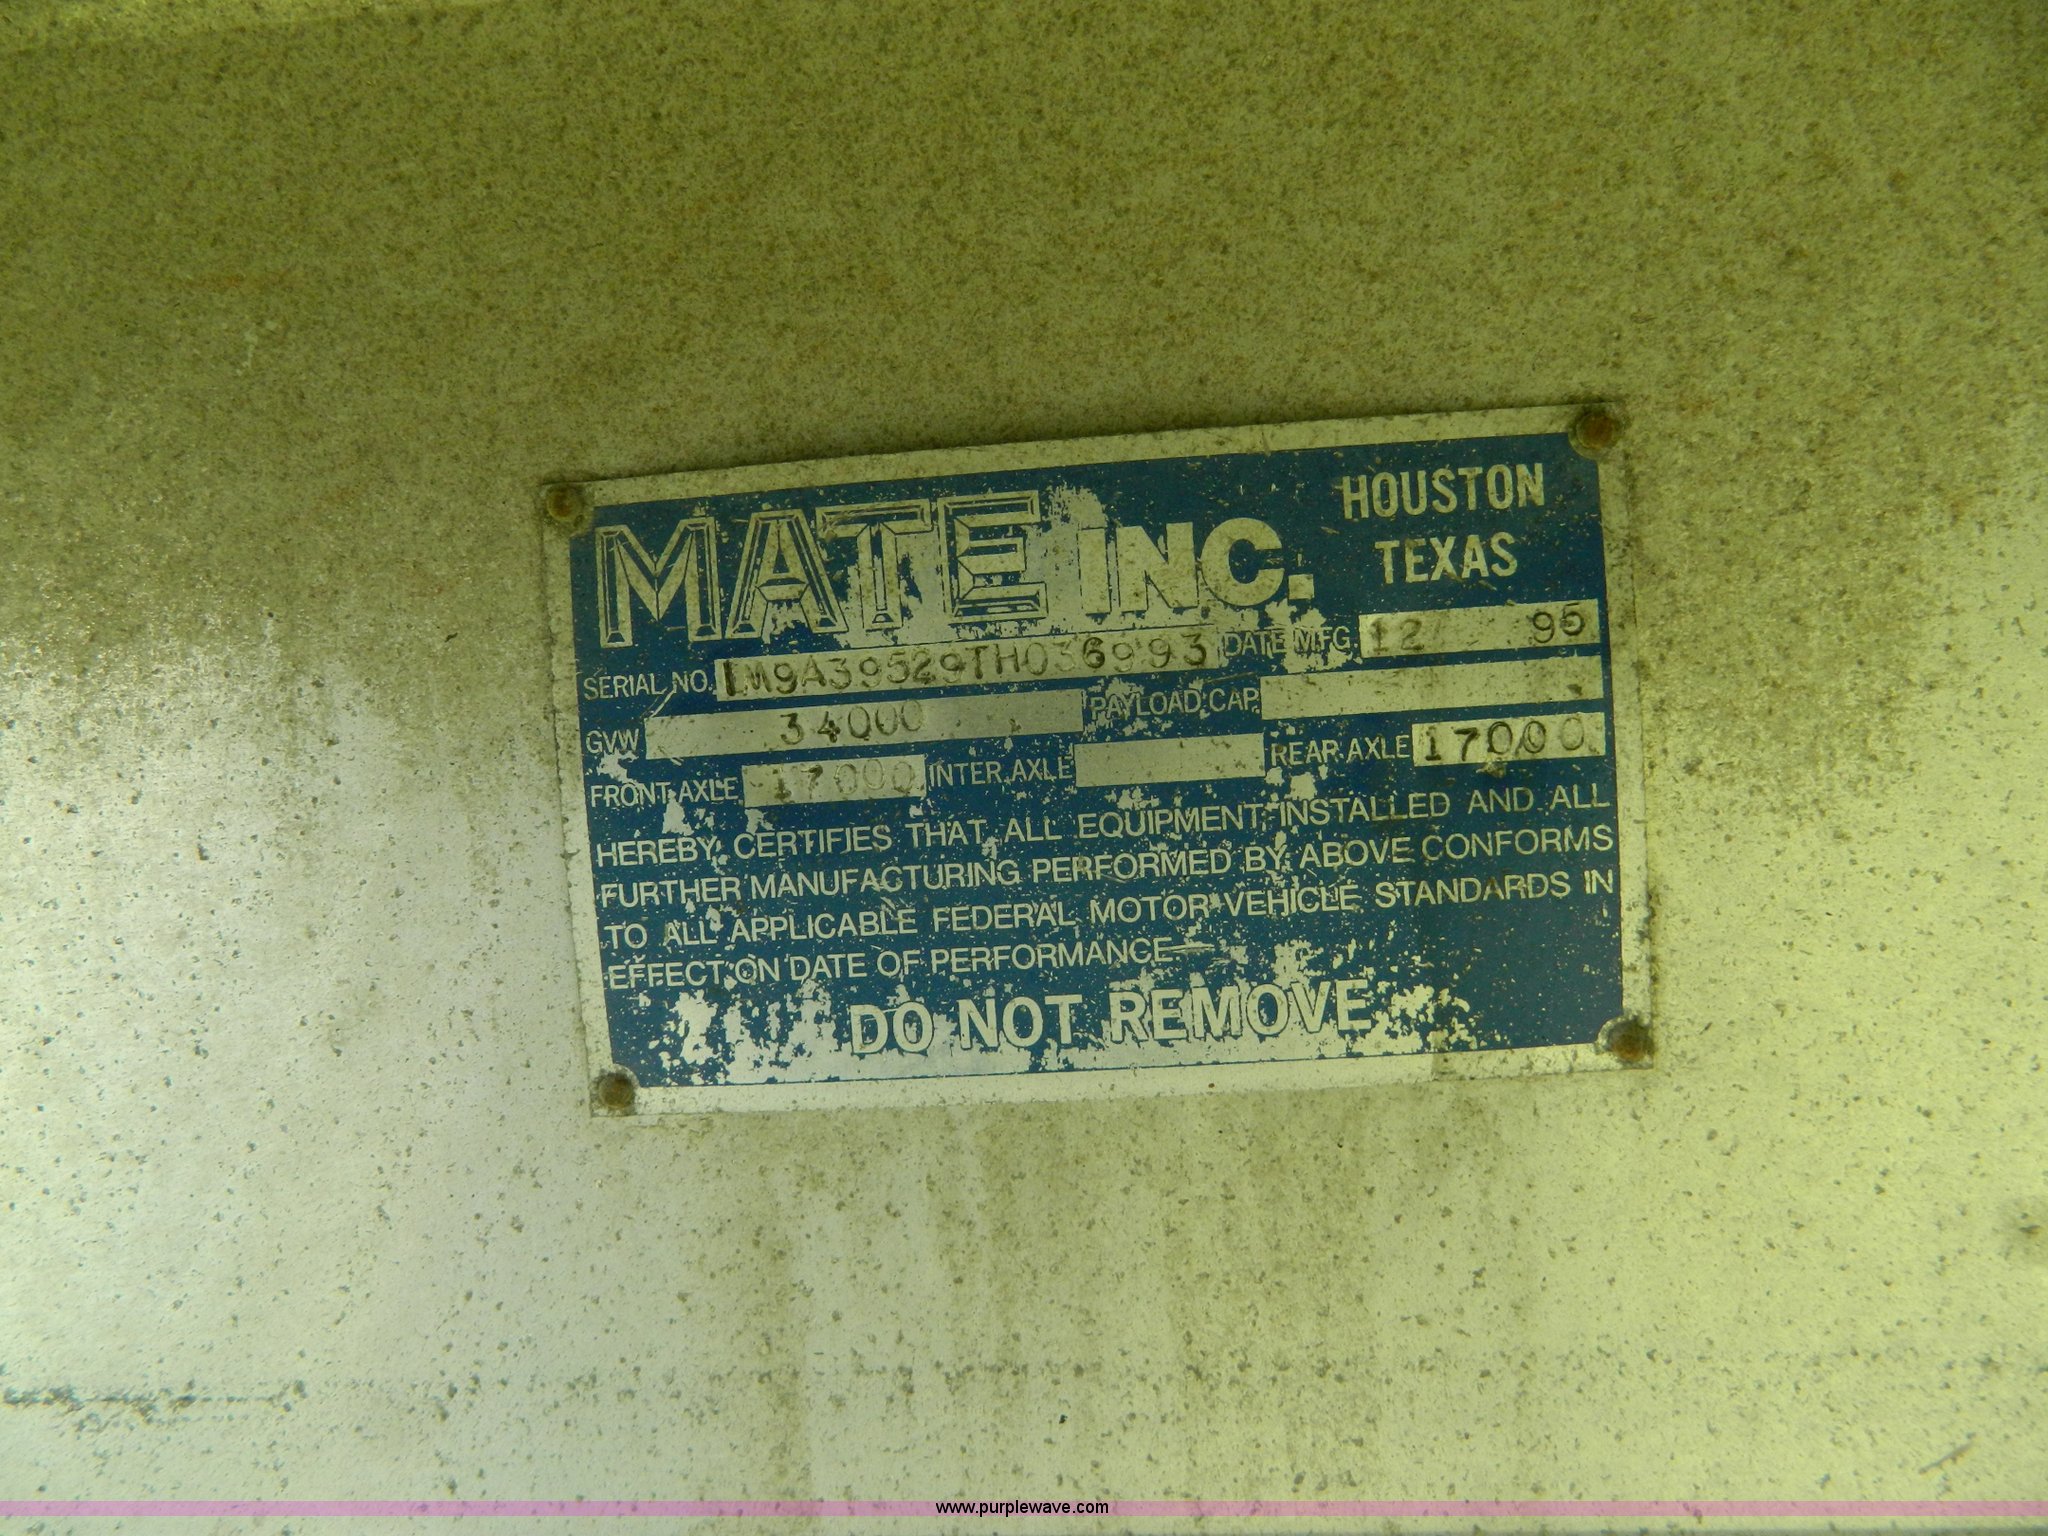 MATE INC.
HOUSTON
TEXAS
SERIAL NO. 1M9A39529TH036993 DATE MFG. 12 95
GVW 34000 PAYLOAD CAP.
FRONT AXLE 17000 INTER. AXLE REAR AXLE 17000
HEREBY CERTIFIES THAT ALL EQUIPMENT INSTALLED AND ALL
FURTHER MANUFACTURING PERFORMED BY ABOVE CONFORMS
TO ALL APPLICABLE FEDERAL MOTOR VEHICLE STANDARDS IN
EFFECT ON DATE OF PERFORMANCE
DO NOT REMOVE
www.purplewave.com